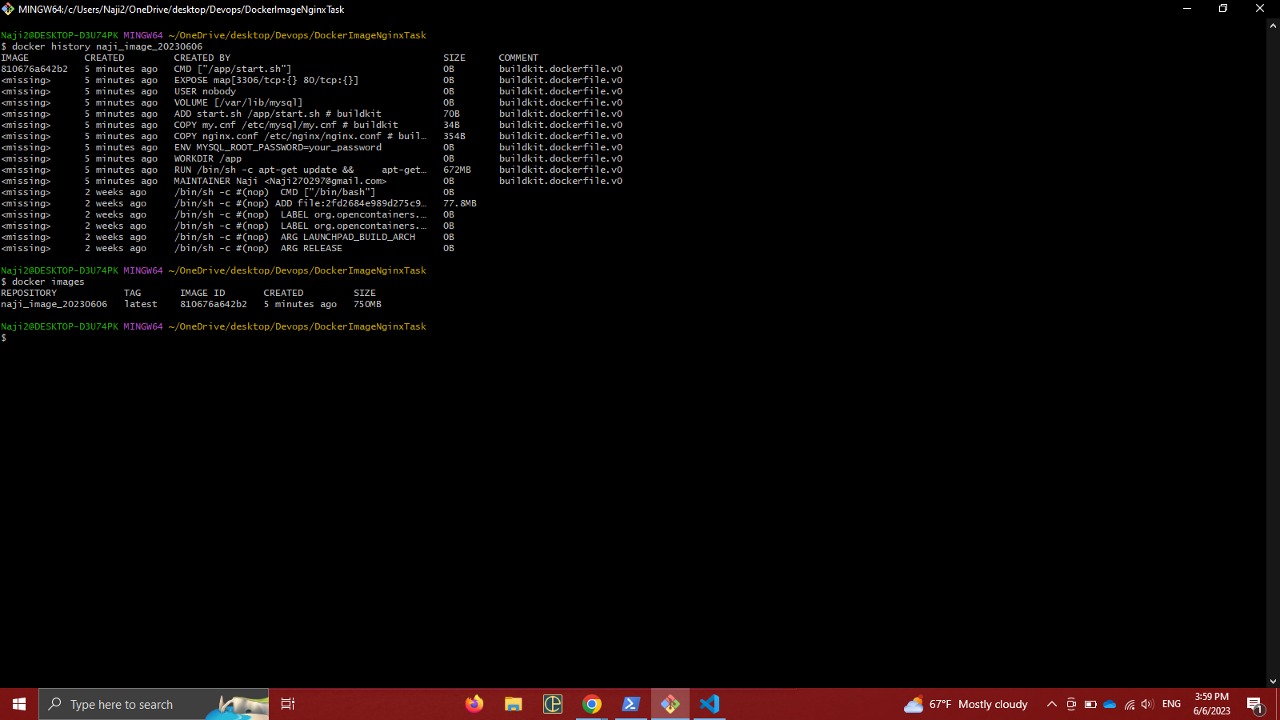 MINGW64:/c/Users/Naji2/OneDrive/desktop/Devops/DockerImageNginxTask
Naji2@DESKTOP-D3U74PK MINGW64 ~/OneDrive/desktop/Devops/DockerImageNginxTask
$ docker history naji_image_20230606
IMAGE CREATED CREATED BY SIZE COMMENT
810676a642b2 5 minutes ago CMD ["/app/start.sh"] 0B buildkit.dockerfile.v0
<missing> 5 minutes ago EXPOSE map[3306/tcp:{} 80/tcp:{}] 0B buildkit.dockerfile.v0
<missing> 5 minutes ago USER nobody 0B buildkit.dockerfile.v0
<missing> 5 minutes ago VOLUME [/var/lib/mysql] 0B buildkit.dockerfile.v0
<missing> 5 minutes ago ADD start.sh /app/start.sh # buildkit 70B buildkit.dockerfile.v0
<missing> 5 minutes ago COPY my.cnf /etc/mysql/my.cnf # buildkit 34B buildkit.dockerfile.v0
<missing> 5 minutes ago COPY nginx.conf /etc/nginx/nginx.conf # buil… 354B buildkit.dockerfile.v0
<missing> 5 minutes ago ENV MYSQL_ROOT_PASSWORD=your_password 0B buildkit.dockerfile.v0
<missing> 5 minutes ago WORKDIR /app 0B buildkit.dockerfile.v0
<missing> 5 minutes ago RUN /bin/sh -c apt-get update && apt-get… 672MB buildkit.dockerfile.v0
<missing> 5 minutes ago MAINTAINER Naji <Naji270297@gmail.com> 0B buildkit.dockerfile.v0
<missing> 2 weeks ago /bin/sh -c #(nop) CMD ["/bin/bash"] 0B
<missing> 2 weeks ago /bin/sh -c #(nop) ADD file:2fd2684e989d275c9… 77.8MB
<missing> 2 weeks ago /bin/sh -c #(nop) LABEL org.opencontainers.… 0B
<missing> 2 weeks ago /bin/sh -c #(nop) LABEL org.opencontainers.… 0B
<missing> 2 weeks ago /bin/sh -c #(nop) ARG LAUNCHPAD_BUILD_ARCH 0B
<missing> 2 weeks ago /bin/sh -c #(nop) ARG RELEASE 0B
Naji2@DESKTOP-D3U74PK MINGW64 ~/OneDrive/desktop/Devops/DockerImageNginxTask
$ docker images
REPOSITORY TAG IMAGE ID CREATED SIZE
naji_image_20230606 latest 810676a642b2 5 minutes ago 750MB
Naji2@DESKTOP-D3U74PK MINGW64 ~/OneDrive/desktop/Devops/DockerImageNginxTask
$
Type here to search
67°F Mostly cloudy
ENG
3:59 PM
6/6/2023
1